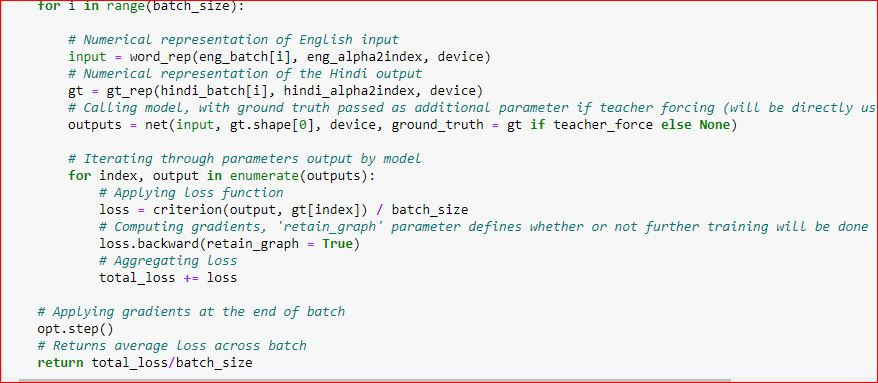 for i in range(batch_size):
# Numerical representation of English input
input = word_rep(eng_batch[i], eng_alpha2index, device)
# Numerical representation of the Hindi output
gt = gt_rep(hindi_batch[i], hindi_alpha2index, device)
# Calling model, with ground truth passed as additional parameter if teacher forcing (will be directly us
outputs = net(input, gt.shape[0], device, ground_truth = gt if teacher_force else None)
# Iterating through parameters output by model
for index, output in enumerate(outputs):
# Applying loss function
loss = criterion(output, gt[index]) / batch_size
# Computing gradients, 'retain_graph' parameter defines whether or not further training will be done
loss.backward(retain_graph = True)
# Aggregating loss
total_loss += loss
# Applying gradients at the end of batch
opt.step()
# Returns average loss across batch
return total_loss/batch_size